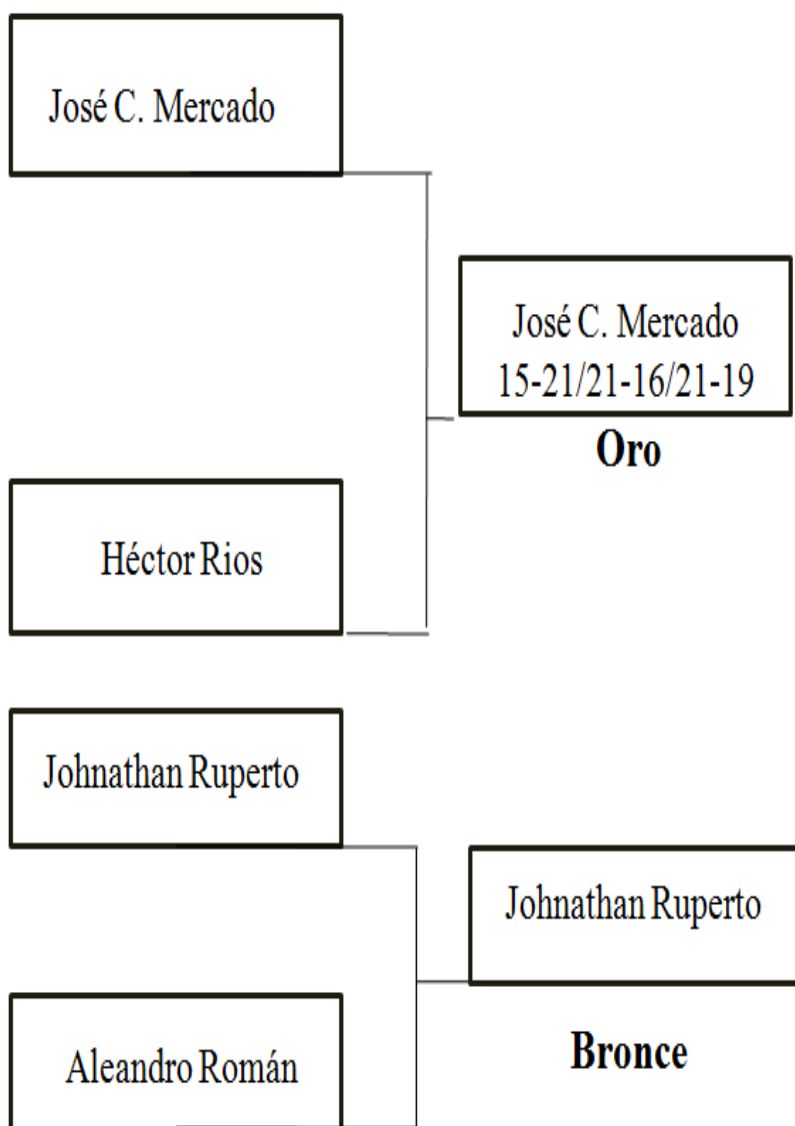 José C. Mercado
José C. Mercado
15-21/21-16/21-19
Oro
Héctor Rios
Johnathan Ruperto
Johnathan Ruperto
Bronce
Aleandro Román